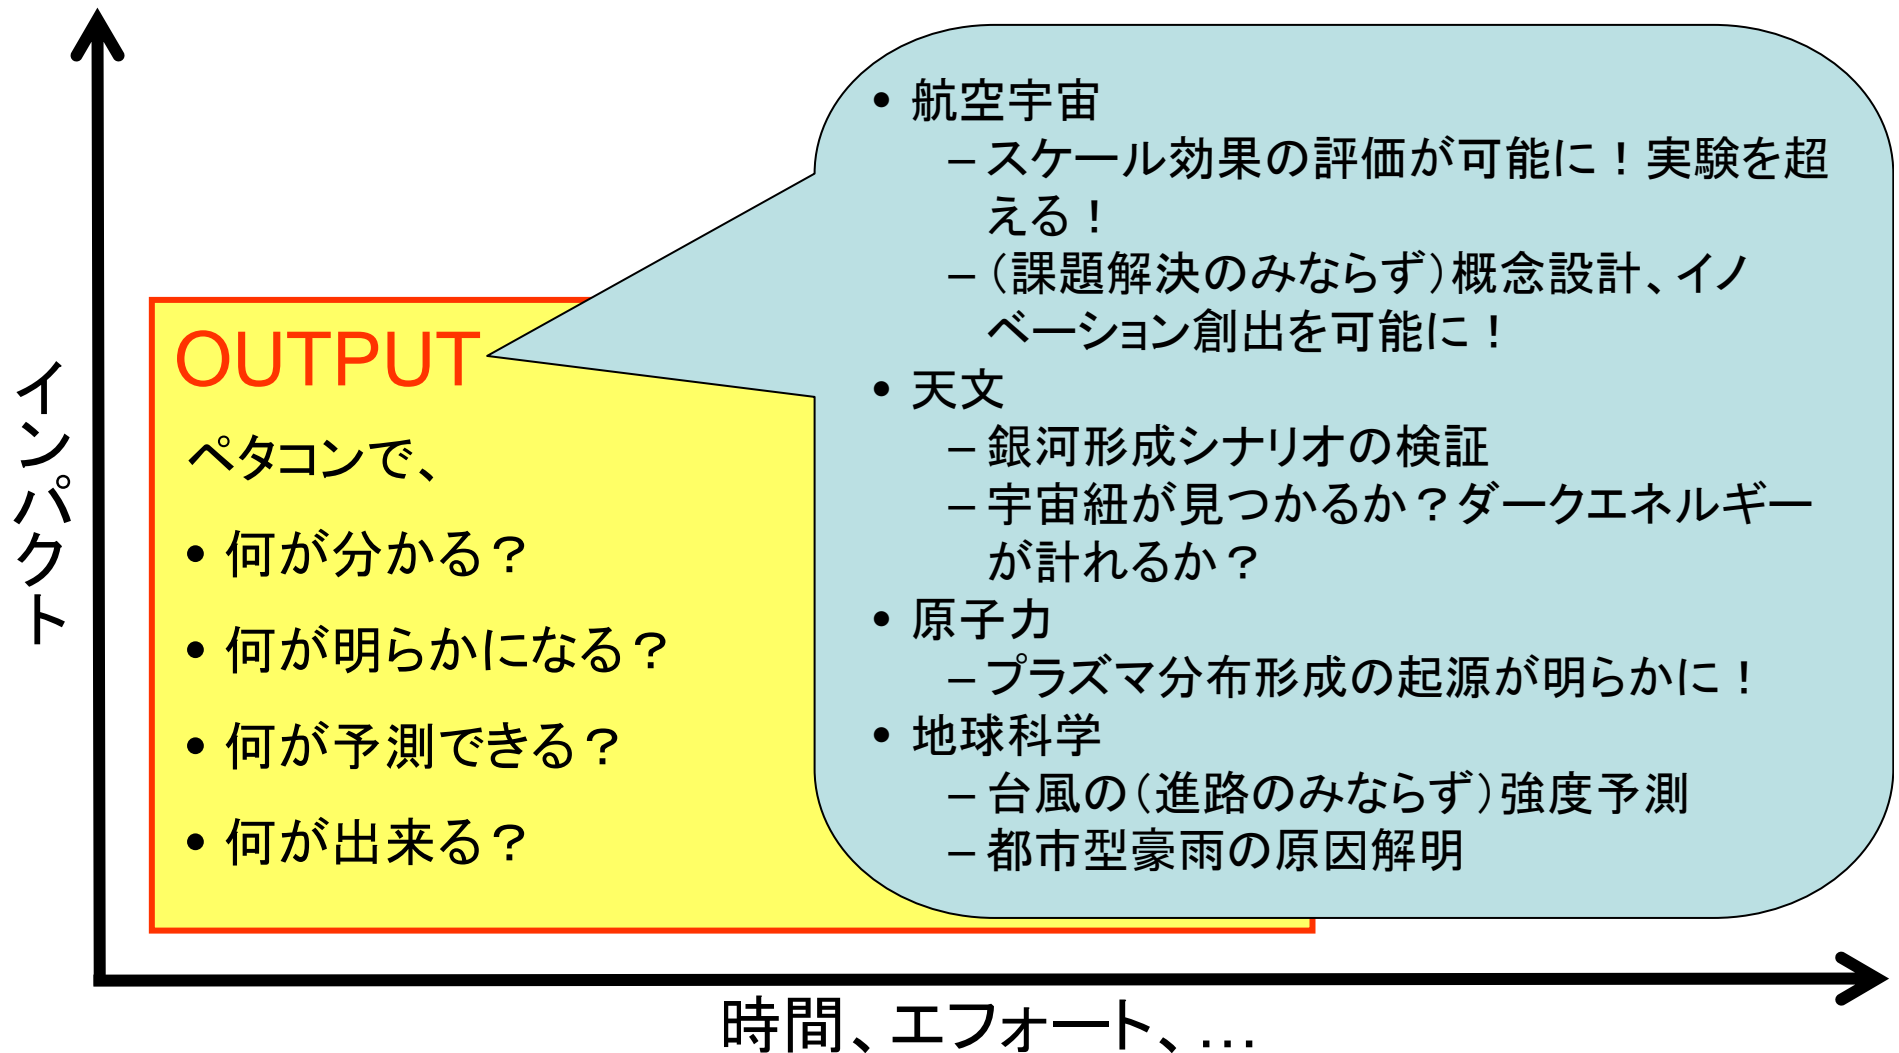 インパクト
OUTPUT
ペタコンで、
• 何が分かる？
• 何が明らかになる？
• 何が予測できる？
• 何が出来る？
• 航空宇宙
– スケール効果の評価が可能に！実験を超
える！
– （課題解決のみならず）概念設計、イノ
ベーション創出を可能に！
• 天文
– 銀河形成シナリオの検証
– 宇宙紐が見つかるか？ダークエネルギー
が計れるか？
• 原子力
– プラズマ分布形成の起源が明らかに！
• 地球科学
– 台風の（進路のみならず）強度予測
– 都市型豪雨の原因解明
時間、エフォート、…